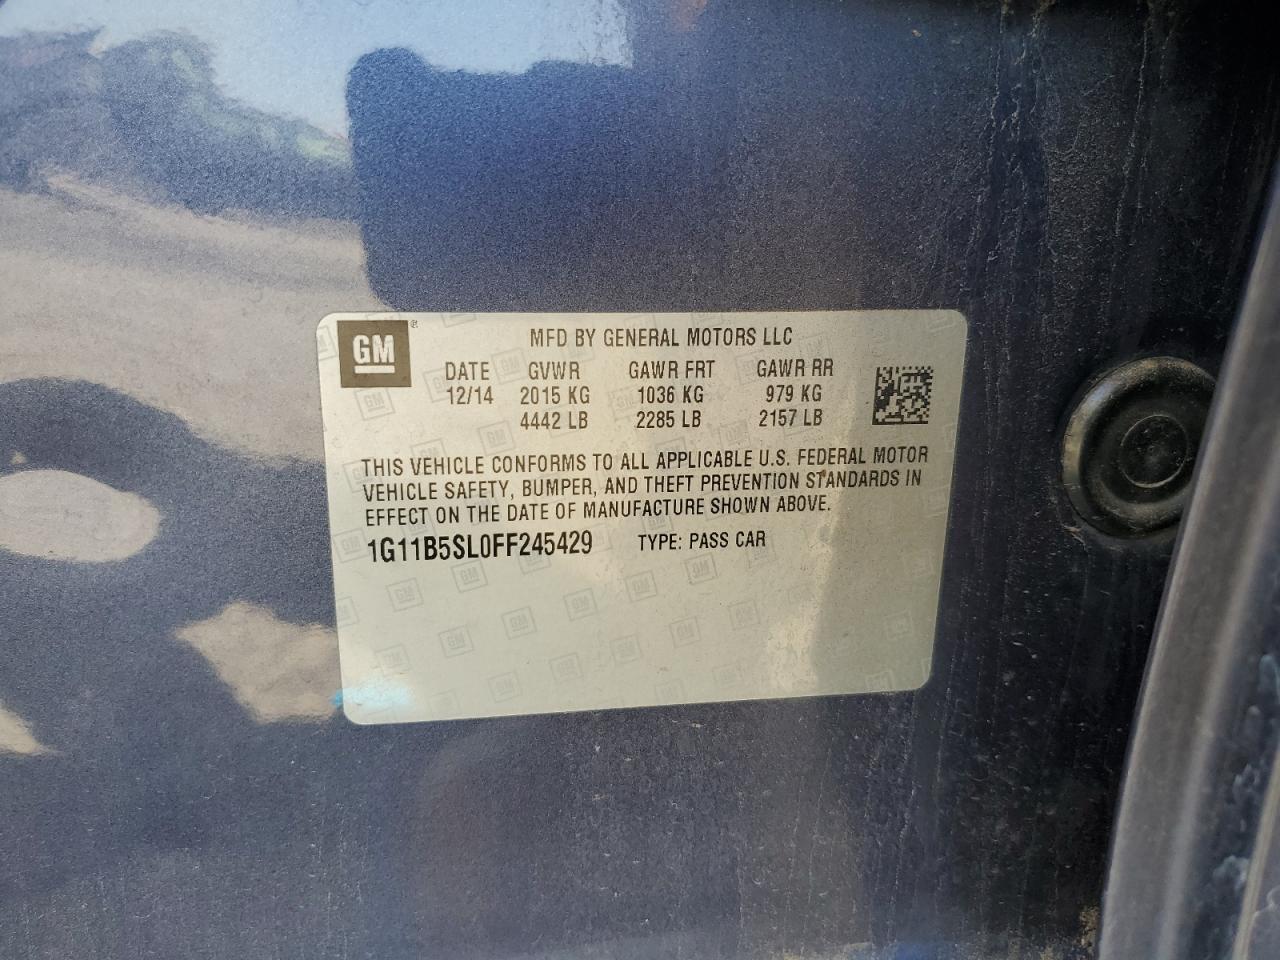 GM ® MFD BY GENERAL MOTORS LLC
DATE GVWR GAWR FRT GAWR RR
12/14 2015 KG 1036 KG 979 KG
4442 LB 2285 LB 2157 LB
THIS VEHICLE CONFORMS TO ALL APPLICABLE U.S. FEDERAL MOTOR
VEHICLE SAFETY, BUMPER, AND THEFT PREVENTION STANDARDS IN
EFFECT ON THE DATE OF MANUFACTURE SHOWN ABOVE.
1G11B5SL0FF245429 TYPE: PASS CAR